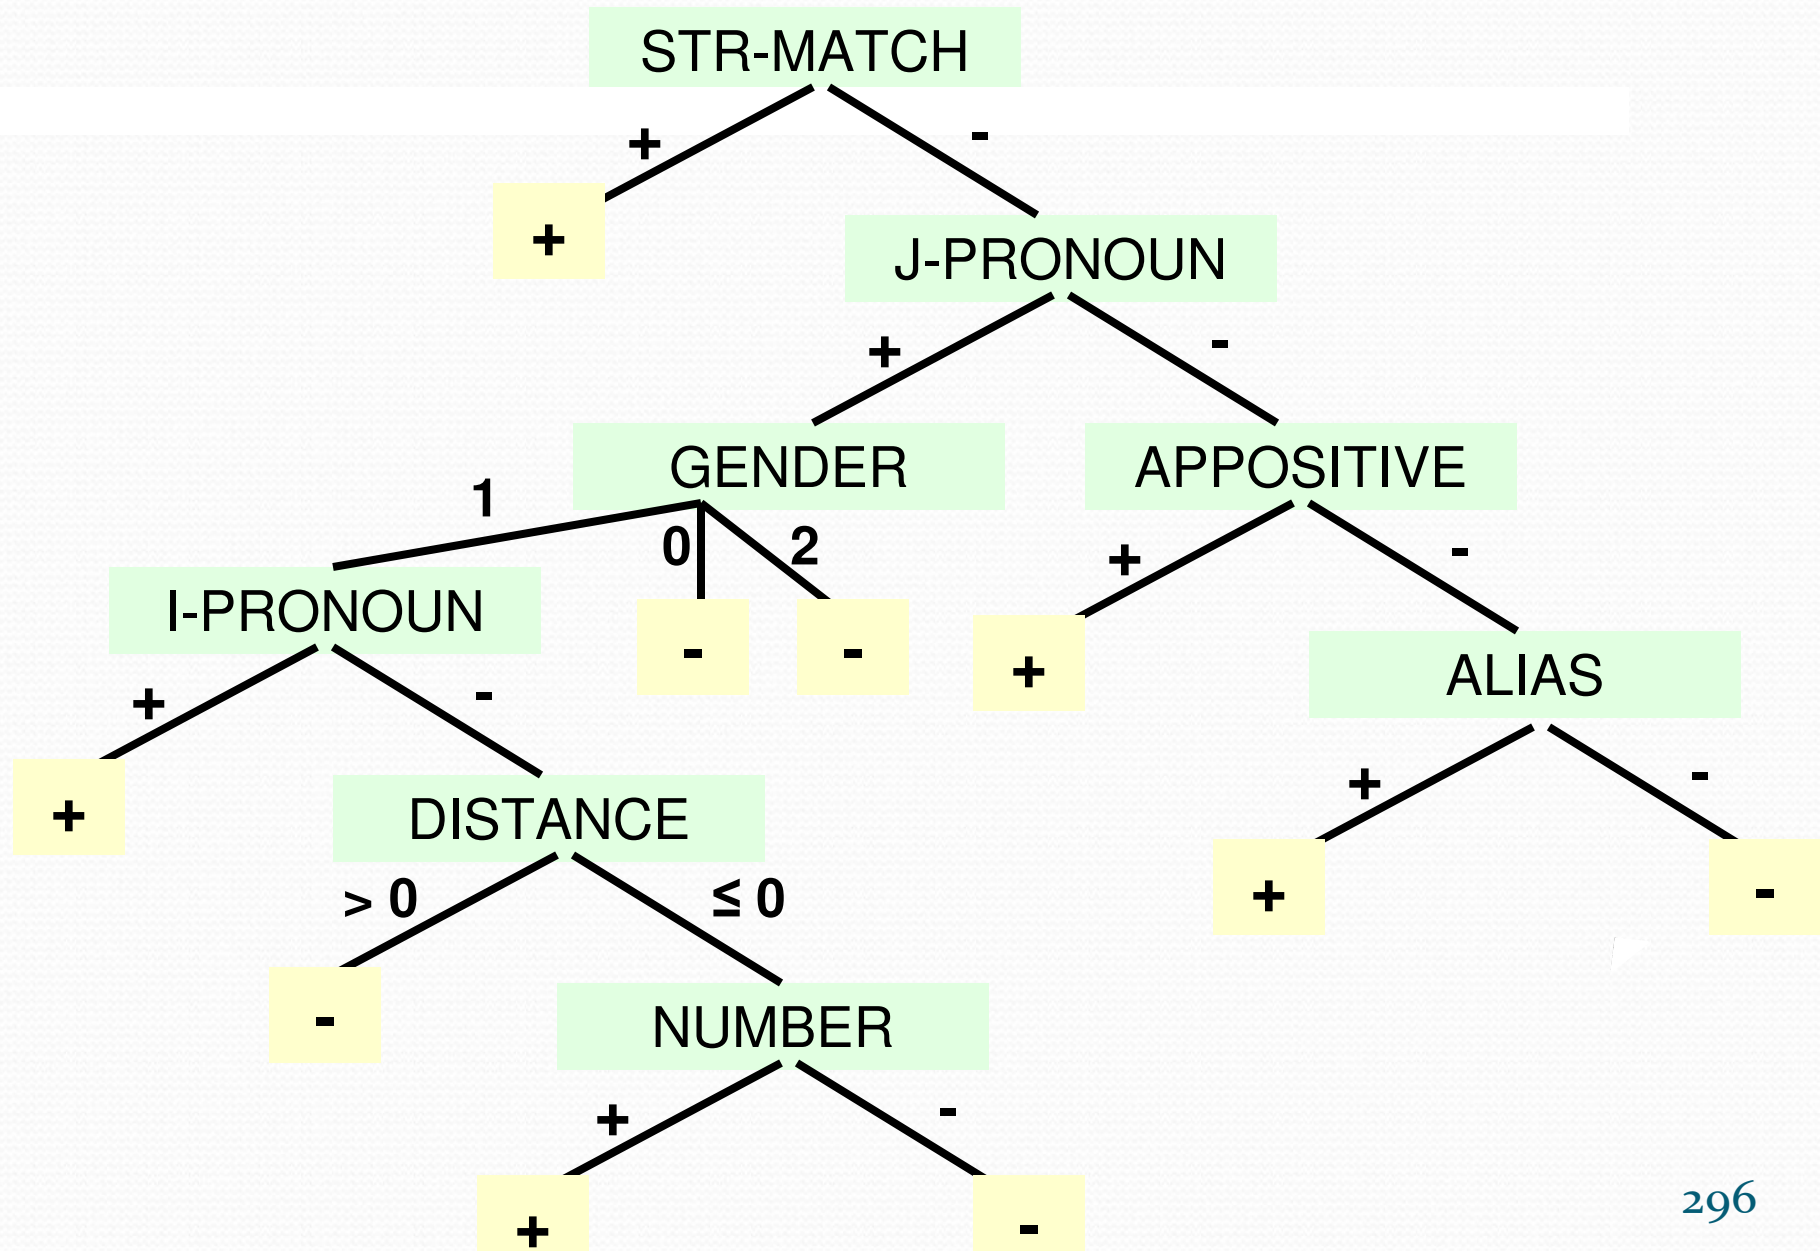 STR-MATCH
+ -
+
J-PRONOUN
+ -
GENDER APPOSITIVE
1 0 2 + -
I-PRONOUN - - + ALIAS
+ - + -
+ DISTANCE + -
> 0 ≤ 0
- NUMBER
+ -
+ -
296